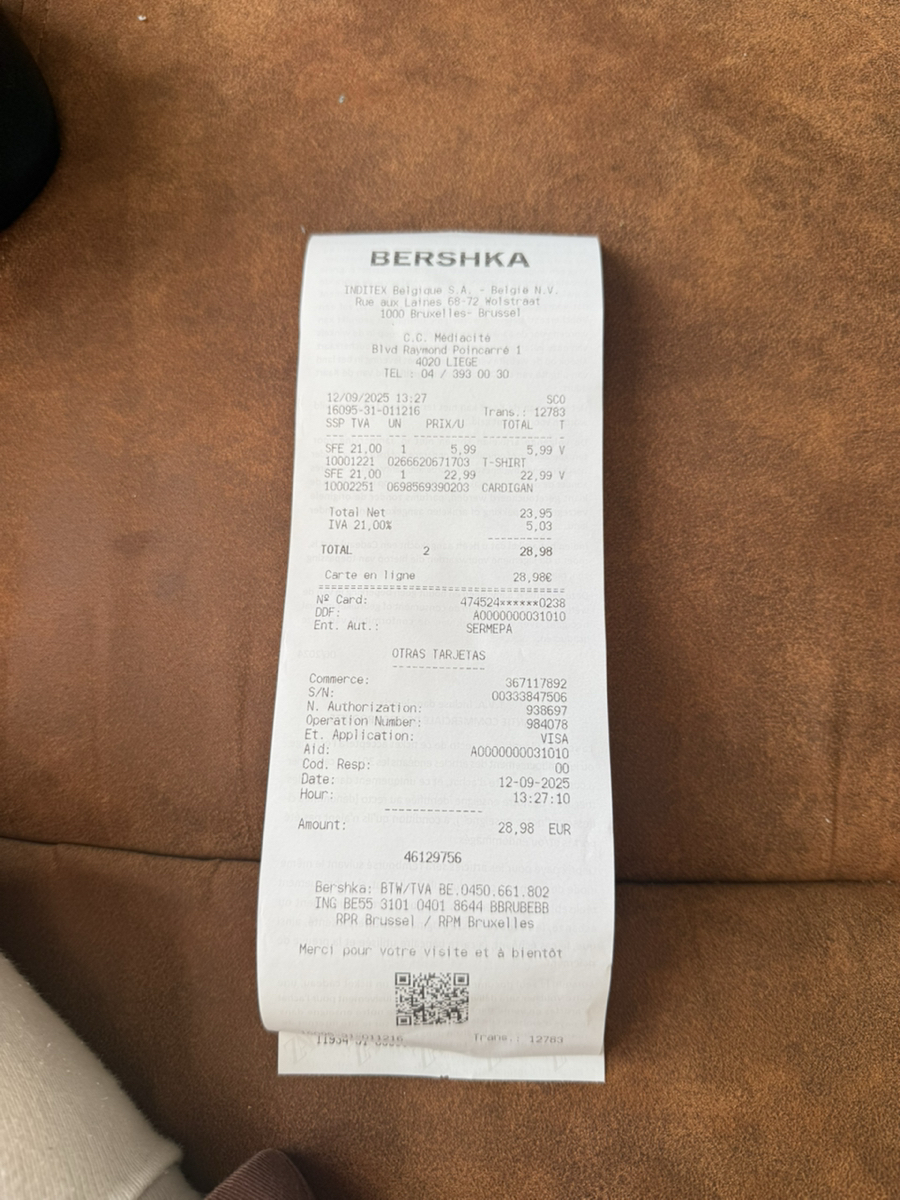 BERSHKA
INDITEX Belgique S.A. - België N.V.
Rue aux Laines 68-72 Wolstraat
1000 Bruxelles- Brussel
C.C. Médiacité
Blvd Raymond Poincarré 1
4020 LIEGE
TEL : 04 / 393 00 30
12/09/2025 13:27 SCO
16095-31-011216 Trans.: 12783
SSP TVA UN PRIX/U TOTAL T
--- ----- --- --------- --------- -
SFE 21,00 1 5,99 5,99 V
10001221 0266620671703 T-SHIRT
SFE 21,00 1 22,99 22,99 V
10002251 0698569390203 CARDIGAN
Total Net 23,95
IVA 21,00% 5,03
----------
TOTAL 2 28,98
Carte en ligne 28,98€
========================================
Nº Card: 474524******0238
DDF: A0000000031010
Ent. Aut.: SERMEPA
OTRAS TARJETAS
-------------
Commerce: 367117892
S/N: 00333847506
N. Authorization: 938697
Operation Number: 984078
Et. Application: VISA
Aid: A0000000031010
Cod. Resp: 00
Date: 12-09-2025
Hour: 13:27:10
-------------
Amount: 28,98 EUR
46129756
Bershka: BTW/TVA BE.0450.661.802
ING BE55 3101 0401 8644 BBRUBEBB
RPR Brussel / RPM Bruxelles
Merci pour votre visite et à bientôt
Trans.: 12783